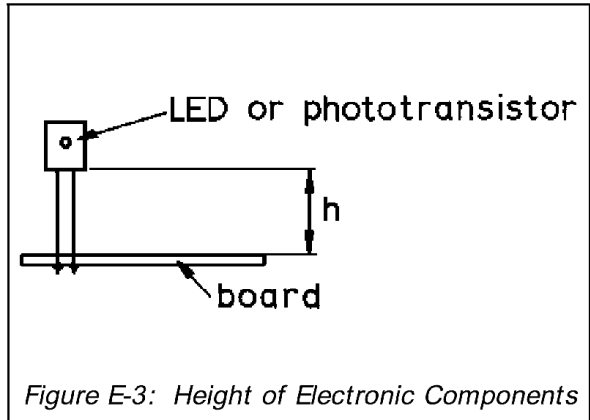 LED or phototransistor
h
board
Figure E-3: Height of Electronic Components